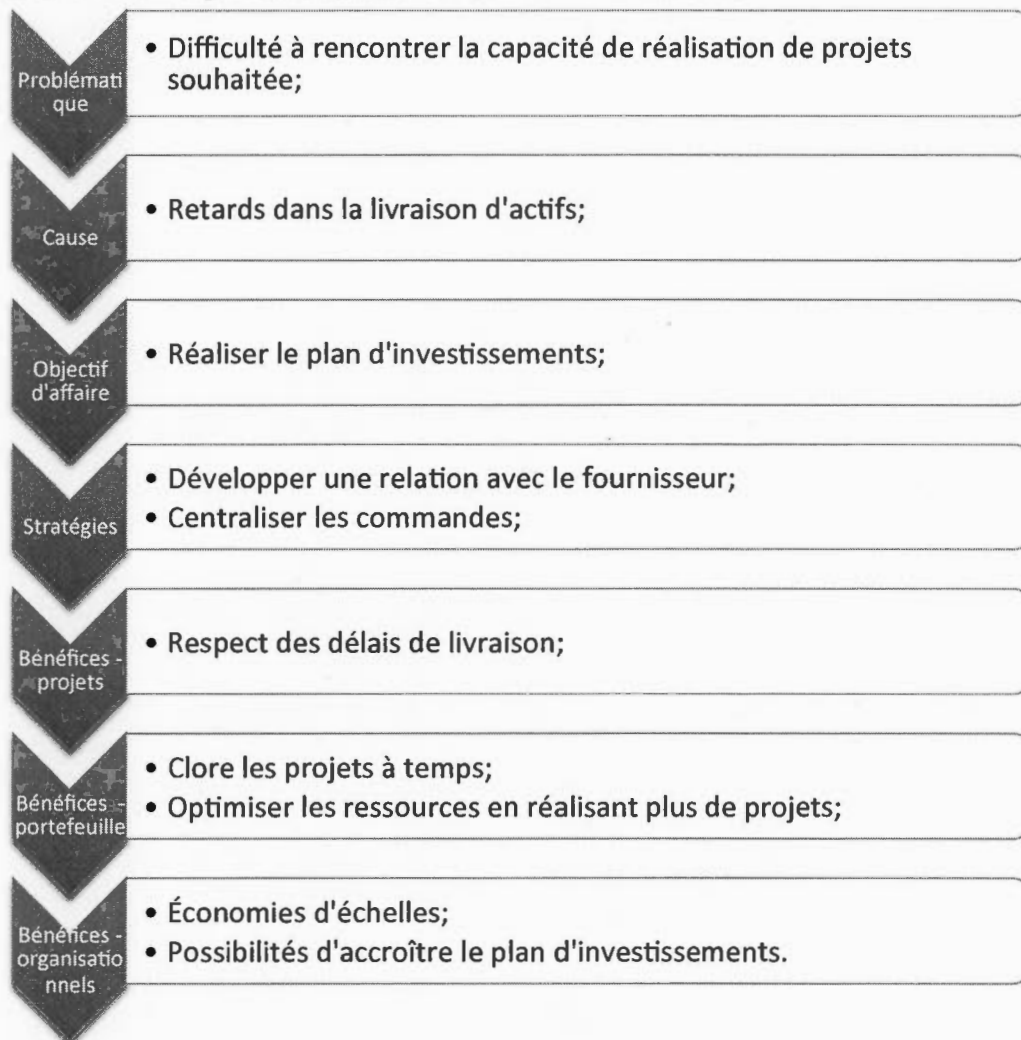 Problémati
que
• Difficulté à rencontrer la capacité de réalisation de projets
souhaitée;
Cause
• Retards dans la livraison d'actifs;
Objectif
d'affaire
• Réaliser le plan d'investissements;
Stratégies
• Développer une relation avec le fournisseur;
• Centraliser les commandes;
Bénéfices -
projets
• Respect des délais de livraison;
Bénéfices -
portefeuille
• Clore les projets à temps;
• Optimiser les ressources en réalisant plus de projets;
Bénéfices -
organisatio
nnels
• Économies d'échelles;
• Possibilités d'accroître le plan d'investissements.